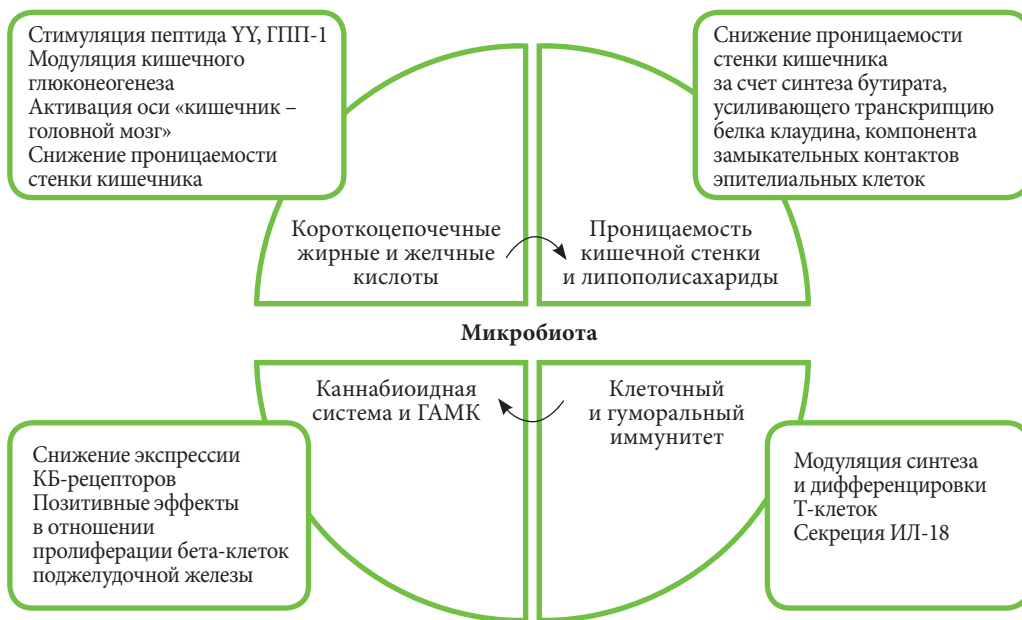 Стимуляция пептида YY, ГПП-1
Модуляция кишечного
глюконеогенеза
Активация оси «кишечник –
головной мозг»
Снижение проницаемости
стенки кишечника
Снижение проницаемости
стенки кишечника
за счет синтеза бутирата,
усиливающего транскрипцию
белка клаудина, компонента
замыкательных контактов
эпителиальных клеток
Короткоцепочечные
жирные и желчные
кислоты
Проницаемость
кишечной стенки
и липополисахариды
Микробиота
Каннабиоидная
система и ГАМК
Клеточный
и гуморальный
иммунитет
Снижение экспрессии
КБ-рецепторов
Позитивные эффекты
в отношении
пролиферации бета-клеток
поджелудочной железы
Модуляция синтеза
и дифференцировки
Т-клеток
Секреция ИЛ-18